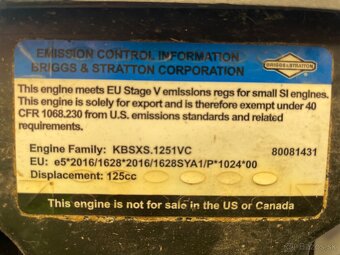 EMISSION CONTROL INFORMATION
BRIGGS & STRATTON CORPORATION
BRIGGS & STRATTON
This engine meets EU Stage V emissions regs for small SI engines.
This engine is solely for export and is therefore exempt under 40
CFR 1068.230 from U.S. emissions standards and related
requirements.
Engine Family: KBSXS.1251VC 80081431
EU: e5*2016/1628*2016/1628SYA1/P*1024*00
Displacement: 125cc
This engine is not for sale in the US or Canada